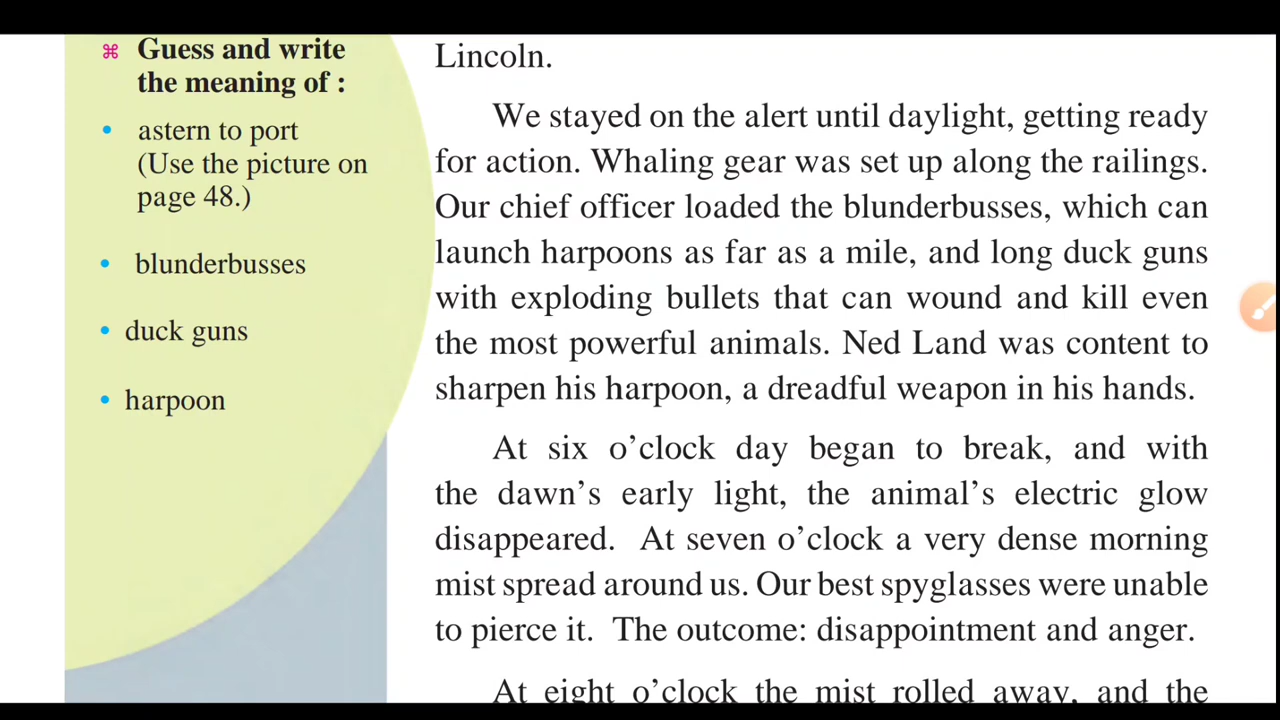 ⌘ Guess and write
the meaning of :
• astern to port
(Use the picture on
page 48.)
• blunderbusses
• duck guns
• harpoon
Lincoln.
We stayed on the alert until daylight, getting ready
for action. Whaling gear was set up along the railings.
Our chief officer loaded the blunderbusses, which can
launch harpoons as far as a mile, and long duck guns
with exploding bullets that can wound and kill even
the most powerful animals. Ned Land was content to
sharpen his harpoon, a dreadful weapon in his hands.
At six o’clock day began to break, and with
the dawn’s early light, the animal’s electric glow
disappeared. At seven o’clock a very dense morning
mist spread around us. Our best spyglasses were unable
to pierce it. The outcome: disappointment and anger.
At eight o’clock the mist rolled away, and the